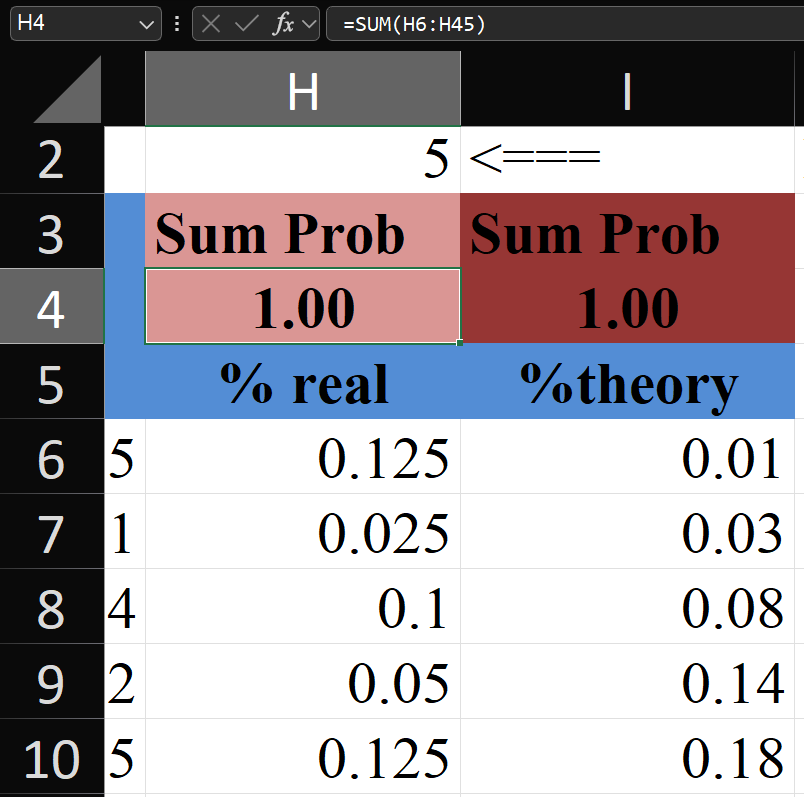 H4 fx =SUM(H6:H45)
H I
2 5 <===
3 Sum Prob Sum Prob
4 1.00 1.00
5 % real %theory
6 5 0.125 0.01
7 1 0.025 0.03
8 4 0.1 0.08
9 2 0.05 0.14
10 5 0.125 0.18